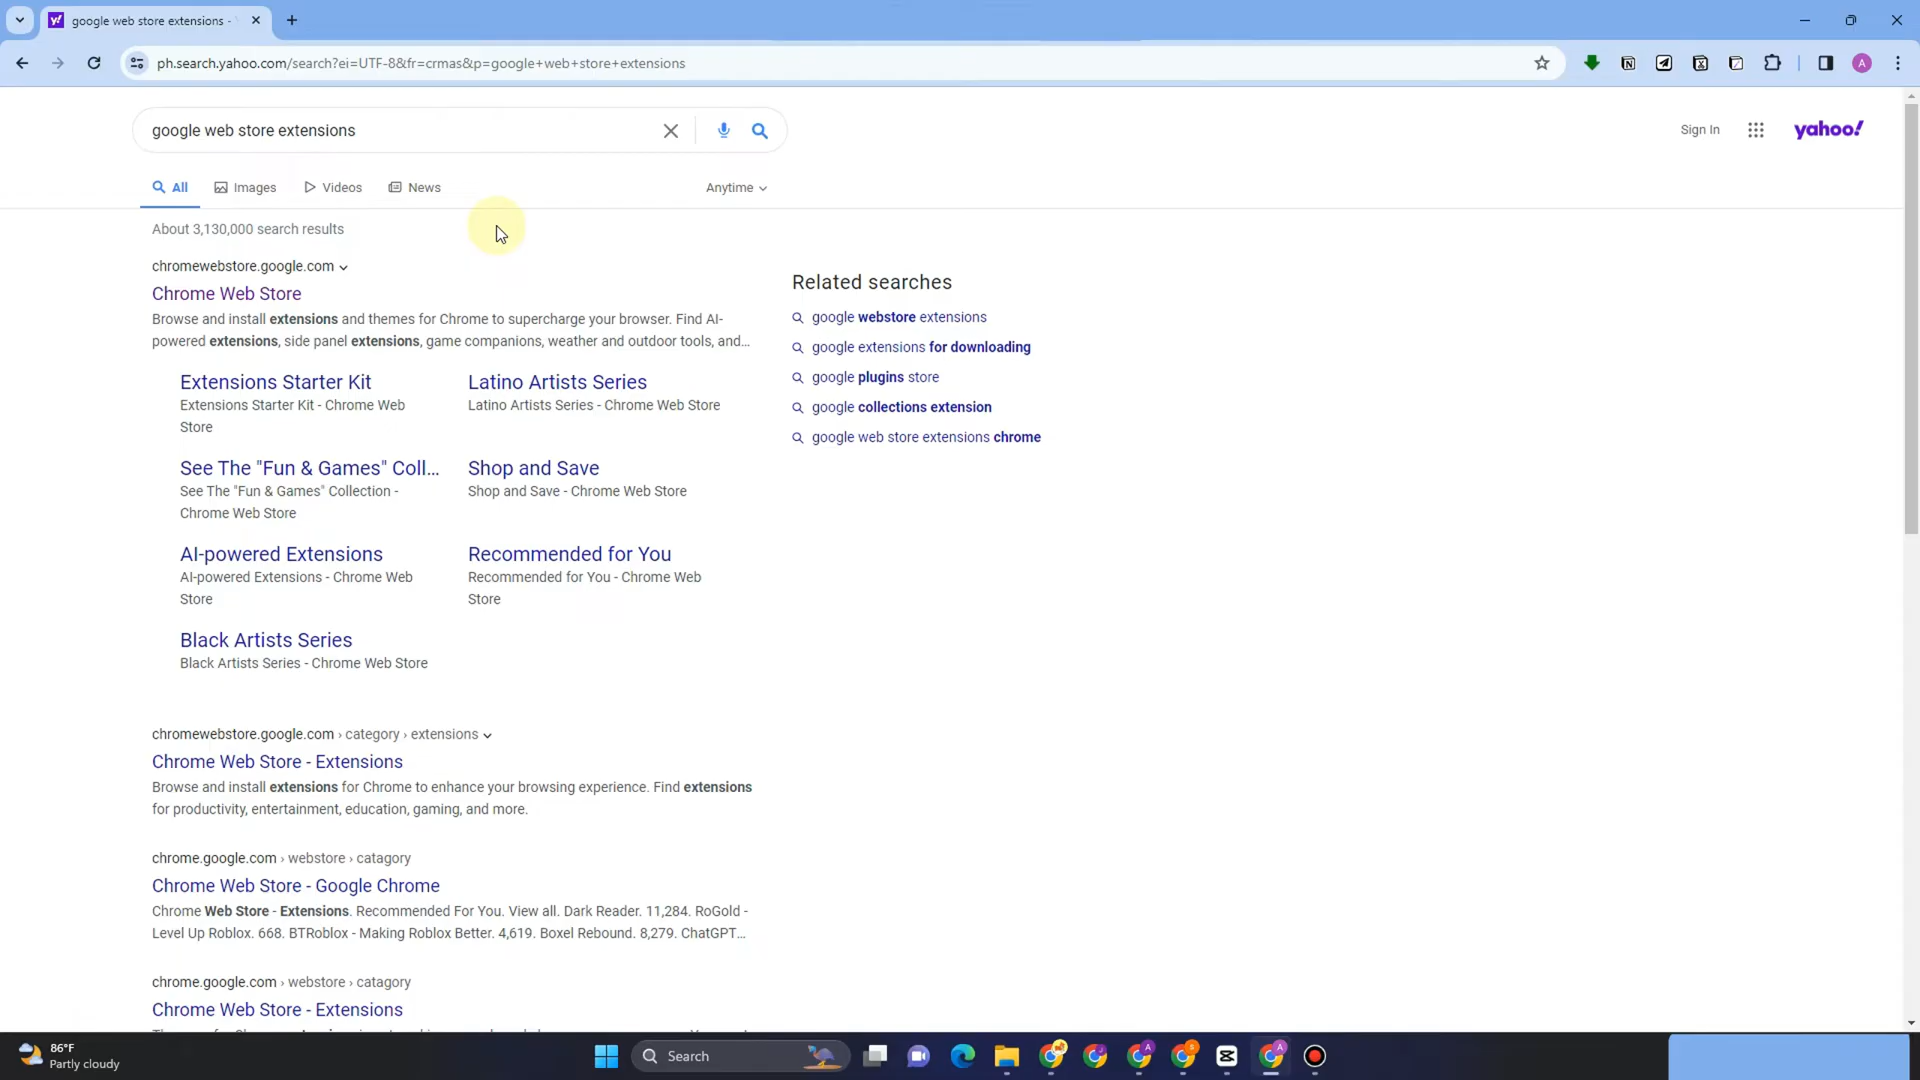 google web store extensions -
ph.search.yahoo.com/search?ei=UTF-8&fr=crmas&p=google+web+store+extensions
A
google web store extensions
Sign In
yahoo!
All
Images
Videos
News
Anytime
About 3,130,000 search results
chromewebstore.google.com
Chrome Web Store
Browse and install extensions and themes for Chrome to supercharge your browser. Find AI-
powered extensions, side panel extensions, game companions, weather and outdoor tools, and...
Extensions Starter Kit
Extensions Starter Kit - Chrome Web
Store
Latino Artists Series
Latino Artists Series - Chrome Web Store
See The "Fun & Games" Coll...
See The "Fun & Games" Collection -
Chrome Web Store
Shop and Save
Shop and Save - Chrome Web Store
AI-powered Extensions
AI-powered Extensions - Chrome Web
Store
Recommended for You
Recommended for You - Chrome Web
Store
Black Artists Series
Black Artists Series - Chrome Web Store
chromewebstore.google.com › category › extensions
Chrome Web Store - Extensions
Browse and install extensions for Chrome to enhance your browsing experience. Find extensions
for productivity, entertainment, education, gaming, and more.
chrome.google.com › webstore › catagory
Chrome Web Store - Google Chrome
Chrome Web Store - Extensions. Recommended For You. View all. Dark Reader. 11,284. RoGold -
Level Up Roblox. 668. BTRoblox - Making Roblox Better. 4,619. Boxel Rebound. 8,279. ChatGPT...
chrome.google.com › webstore › catagory
Chrome Web Store - Extensions
Related searches
google webstore extensions
google extensions for downloading
google plugins store
google collections extension
google web store extensions chrome
86°F
Partly cloudy
Search